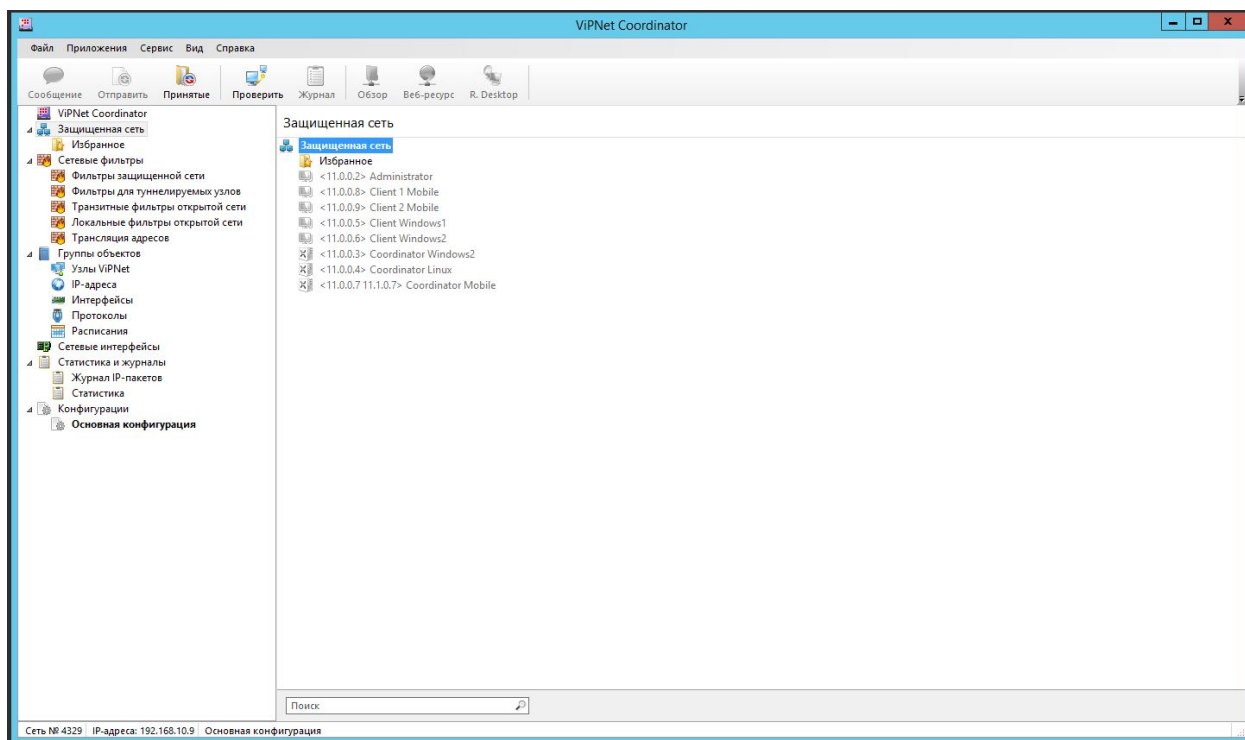 ViPNet Coordinator
Файл Приложения Сервис Вид Справка
Сообщение Отправить Принятые Проверить Журнал Обзор Веб-ресурс R. Desktop
ViPNet Coordinator
Защищенная сеть
Избранное
Сетевые фильтры
Фильтры защищенной сети
Фильтры для туннелируемых узлов
Транзитные фильтры открытой сети
Локальные фильтры открытой сети
Трансляция адресов
Группы объектов
Узлы ViPNet
IP-адреса
Интерфейсы
Протоколы
Расписания
Сетевые интерфейсы
Статистика и журналы
Журнал IP-пакетов
Статистика
Конфигурации
Основная конфигурация
Защищенная сеть
Защищенная сеть
Избранное
<11.0.0.2> Administrator
<11.0.0.8> Client 1 Mobile
<11.0.0.9> Client 2 Mobile
<11.0.0.5> Client Windows1
<11.0.0.6> Client Windows2
<11.0.0.3> Coordinator Windows2
<11.0.0.4> Coordinator Linux
<11.0.0.7 11.1.0.7> Coordinator Mobile
Поиск
Сеть № 4329 IP-адреса: 192.168.10.9 Основная конфигурация